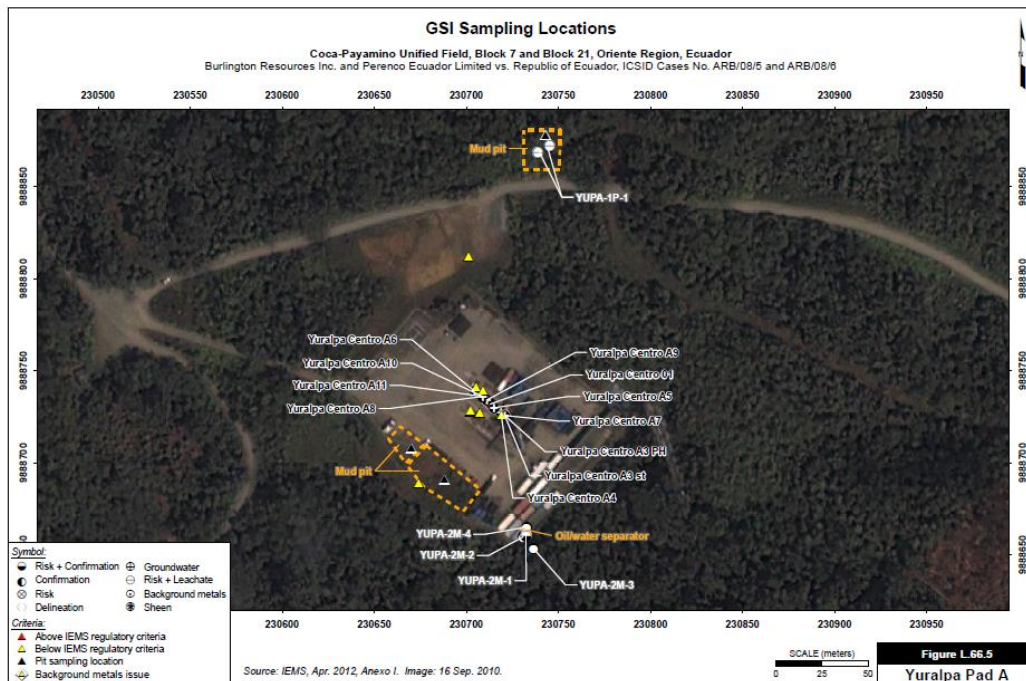 GSI Sampling Locations
Coca-Payamino Unified Field, Block 7 and Block 21, Oriente Region, Ecuador
Burlington Resources Inc. and Perenco Ecuador Limited vs. Republic of Ecuador, ICSID Cases No. ARB/08/5 and ARB/08/6
230500 230550 230600 230650 230700 230750 230800 230850 230900 230950
Mud pit
YUPA-1P-1
9888850 9888850
9888800 9888800
9888750 9888750
9888700 9888700
9888650
Yuralpa Centro A6
Yuralpa Centro A10
Yuralpa Centro A11
Yuralpa Centro A8
Yuralpa Centro A9
Yuralpa Centro 01
Yuralpa Centro A5
Yuralpa Centro A7
Yuralpa Centro A3 PH
Yuralpa Centro A3 st
Yuralpa Centro A4
Mud pit
YUPA-2M-4
Oil/water separator
YUPA-2M-2
YUPA-2M-1
YUPA-2M-3
Symbol:
Risk + Confirmation
Confirmation
Risk
Delineation
Groundwater
Risk + Leachate
Background metals
Sheen
Criteria:
Above IEMS regulatory criteria
Below IEMS regulatory criteria
Pit sampling location
Background metals issue
230600 230650 230700 230750 230800 230850 230900 230950
Source: IEMS, Apr. 2012, Anexo I. Image: 16 Sep. 2010.
SCALE (meters)
0 25 50
Figure L.66.5
Yuralpa Pad A